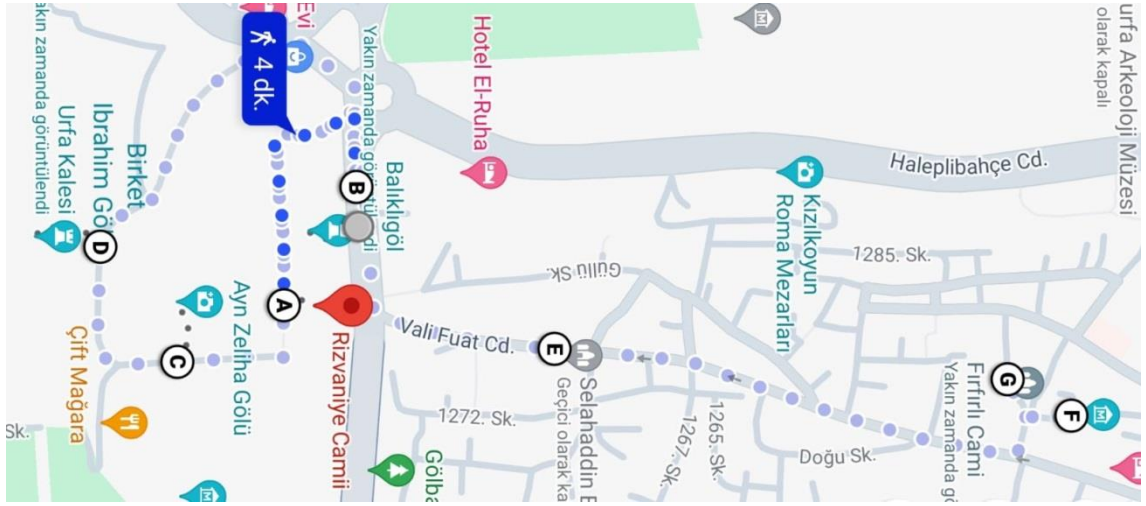 Evi
4 dk.
Yakın zamanda görüntülendi
Balıklıgöl
B
Hotel El-Ruha
Haleplibahçe Cd.
urfa Arkeoloji Müzesi
olarak kapalı
Kızılkoyun
Roma Mezarları
1285. Sk.
Güllü Sk.
Birket
Ibrahim Gö
Urfa Kalesi
akın zamanda görüntülendi
D
A
Ayn Zeliha Gölü
C
Çift Mağara
Rizvaniye Camii
Vali Fuat Cd.
E
Selahaddin E
Geçici olarak ka
1272. Sk.
1265. Sk.
1267. Sk.
Doğu Sk.
G
F
Fırfırlı Cami
Yakın zamanda gö
Gölba
Sk.